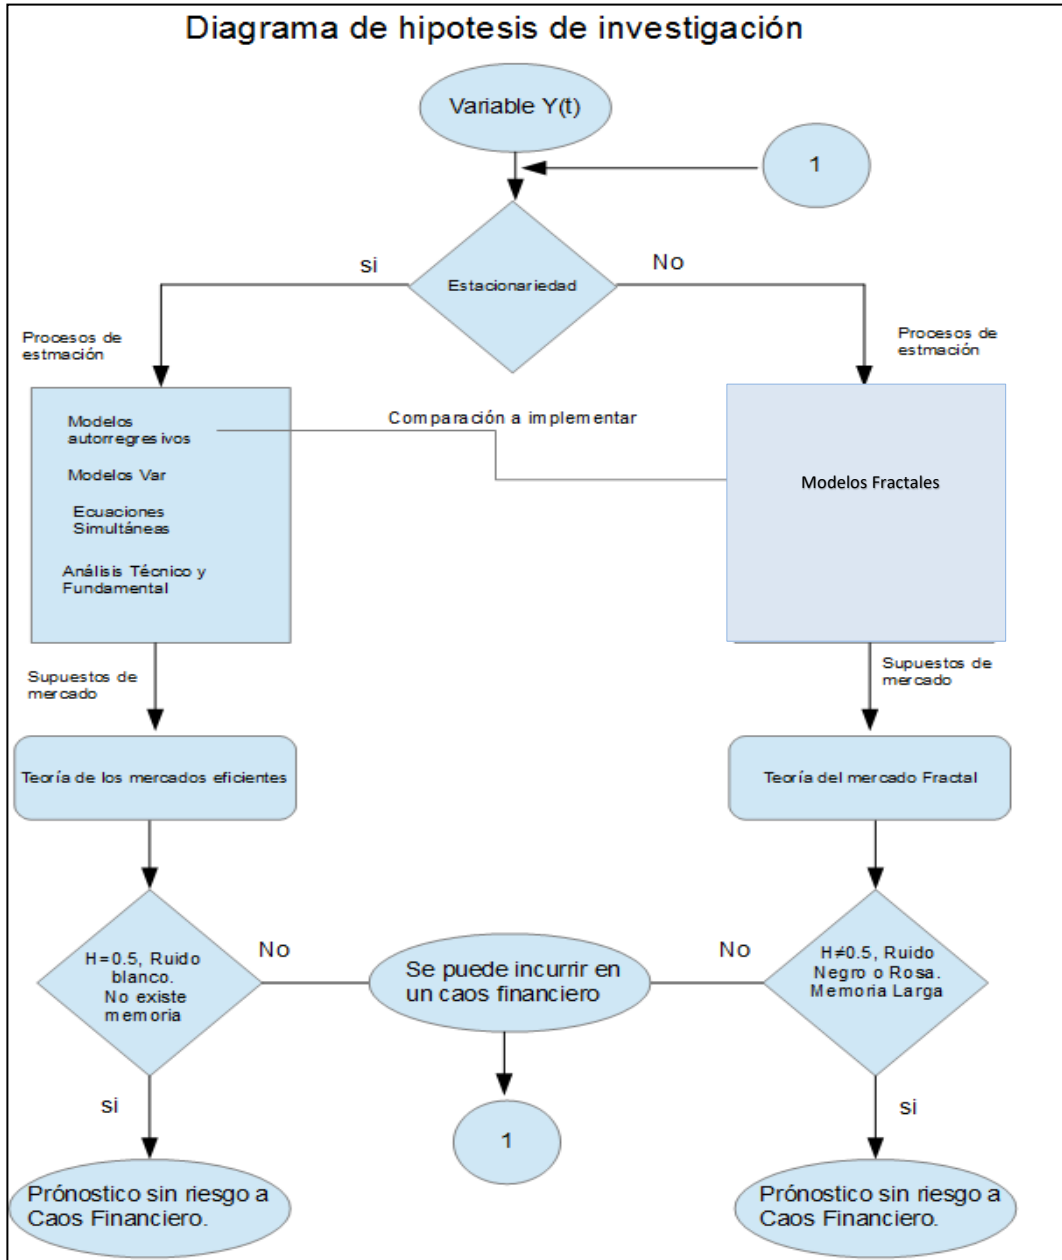 Diagrama de hipotesis de investigación
Variable Y(t)
1
si
No
Estacionariedad
Procesos de
estmación
Procesos de
estmación
Modelos
autorregresivos
Modelos Var
Ecuaciones
Simultáneas
Análisis Técnico y
Fundamental
Comparación a implementar
Modelos Fractales
Supuestos de
mercado
Supuestos de
mercado
Teoría de los mercados eficientes
Teoría del mercado Fractal
H=0.5, Ruido
blanco.
No existe
memoria
No
Se puede incurrir en
un caos financiero
No
H≠0.5, Ruido
Negro o Rosa.
Memoria Larga
si
1
si
Prónostico sin riesgo a
Caos Financiero.
Prónostico sin riesgo a
Caos Financiero.